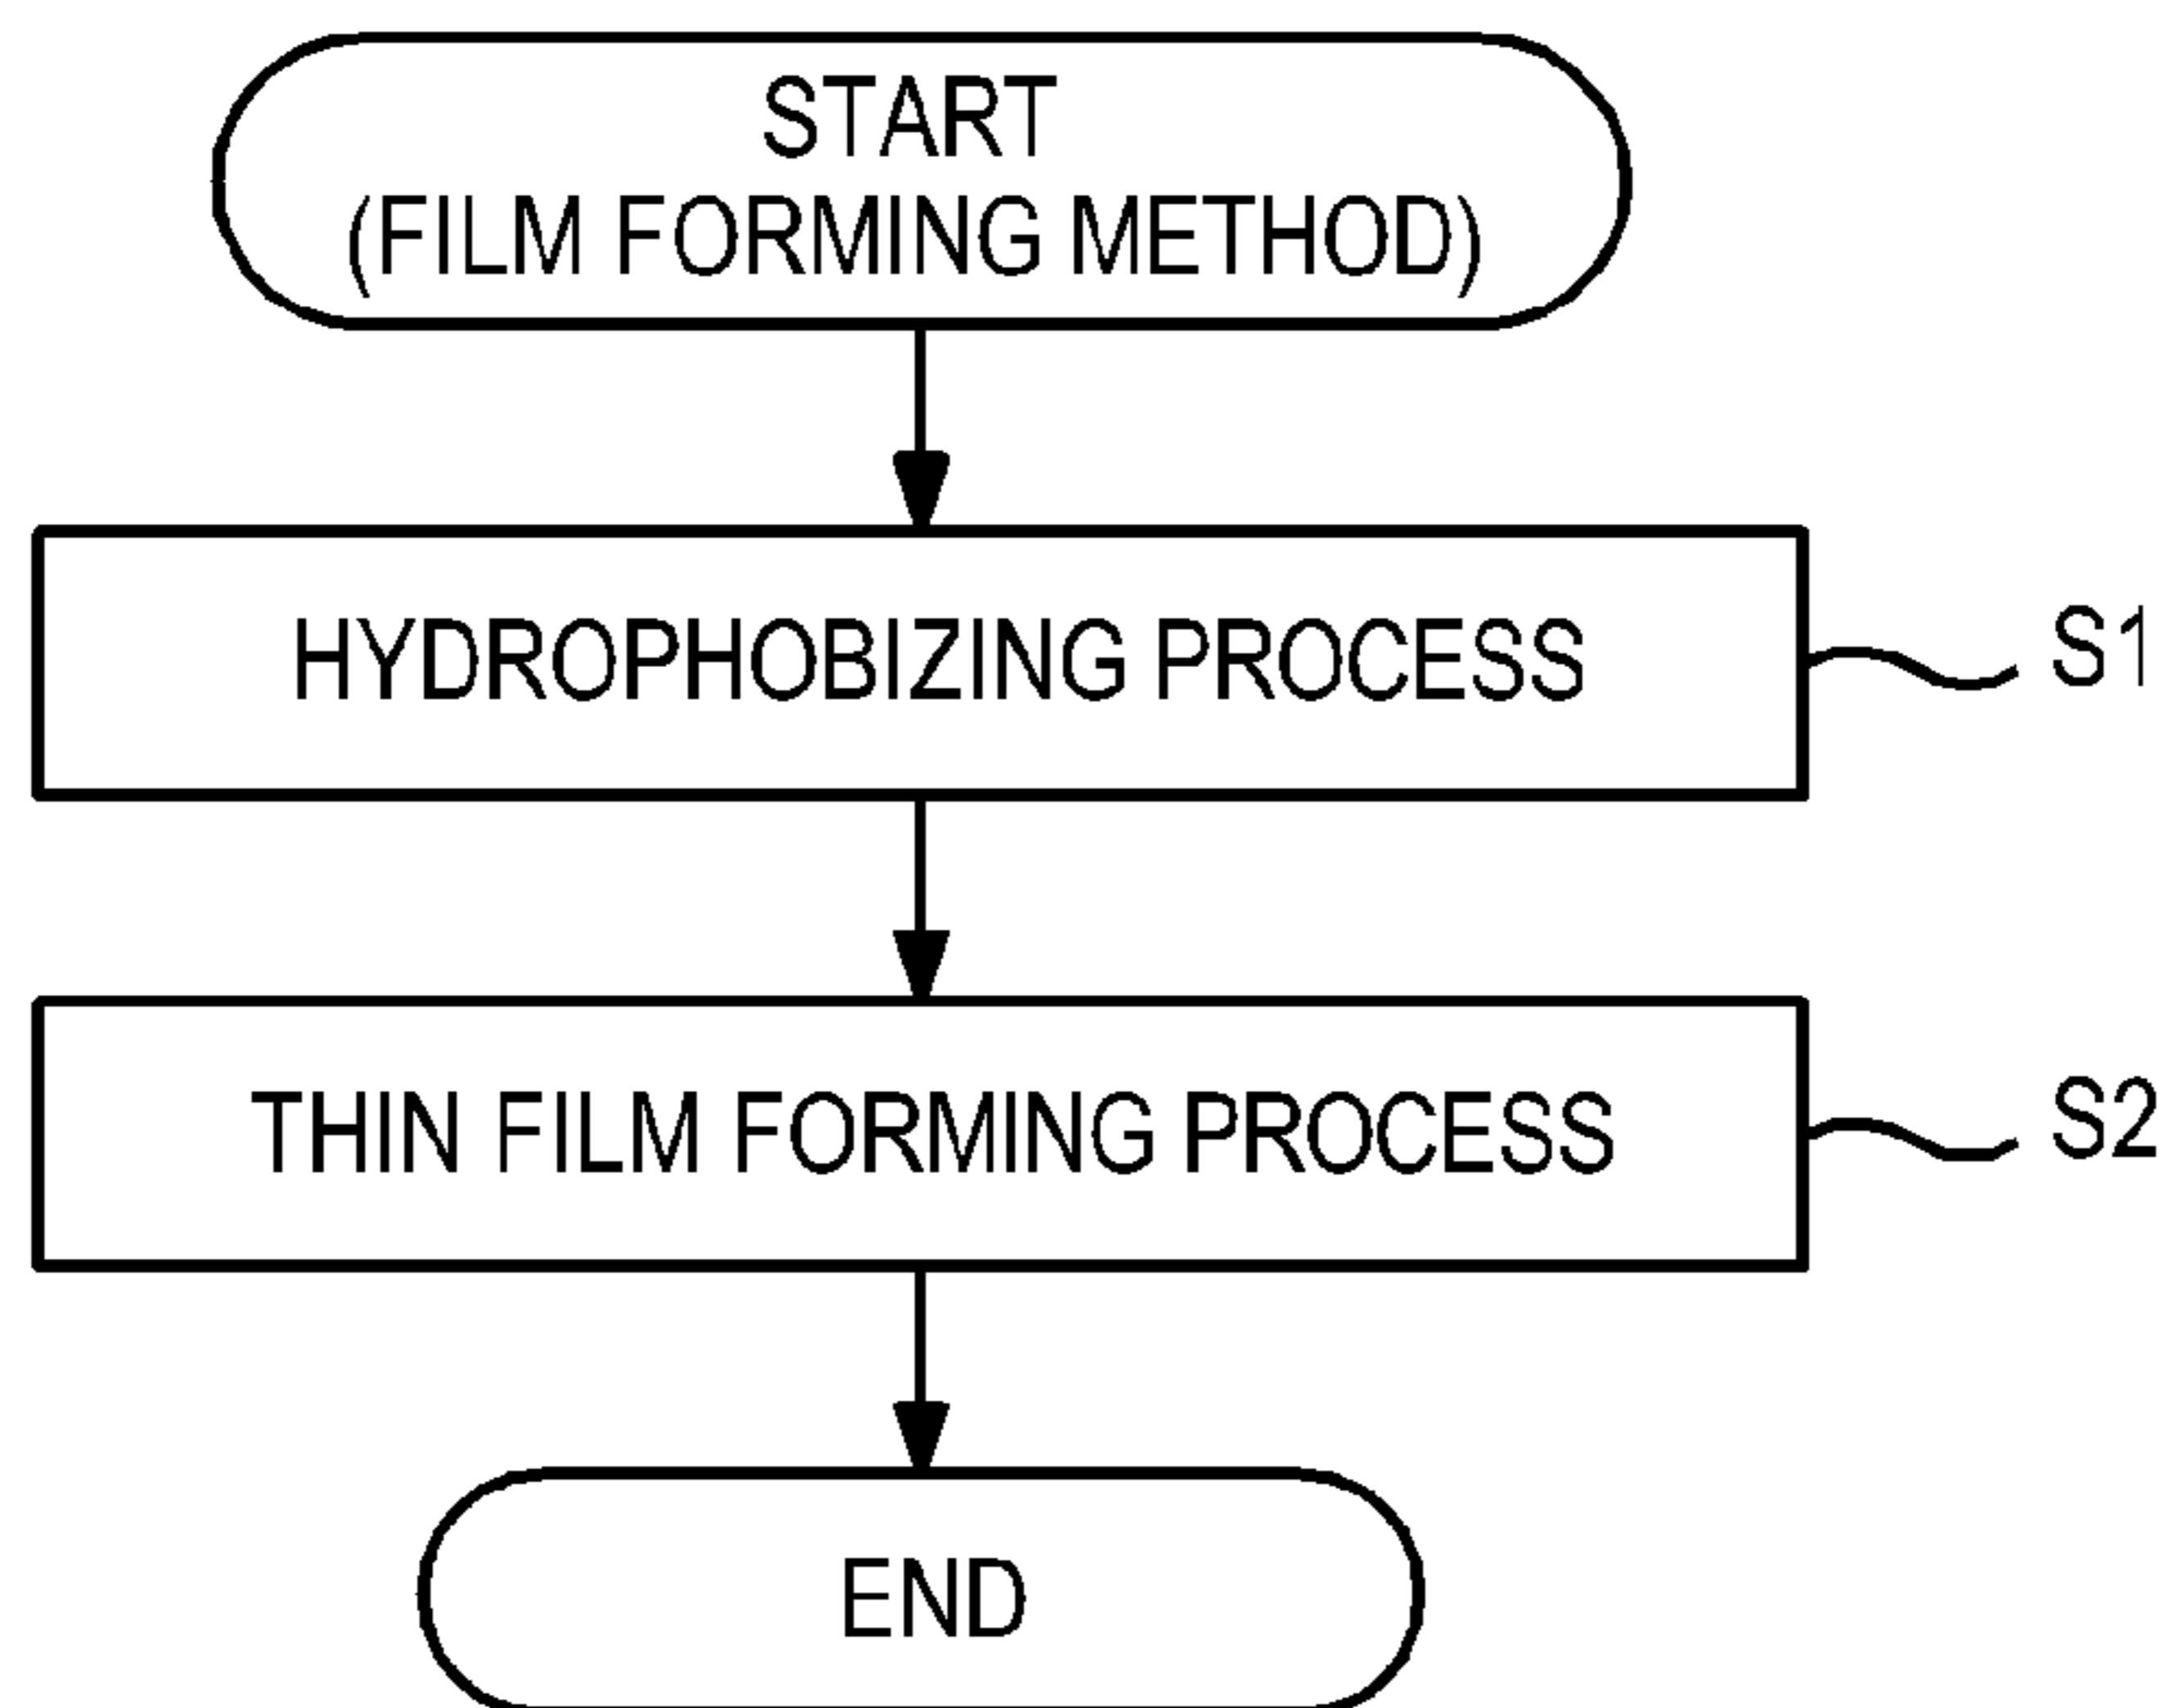 START
(FILM FORMING METHOD)
HYDROPHOBIZING PROCESS
S1
THIN FILM FORMING PROCESS
S2
END